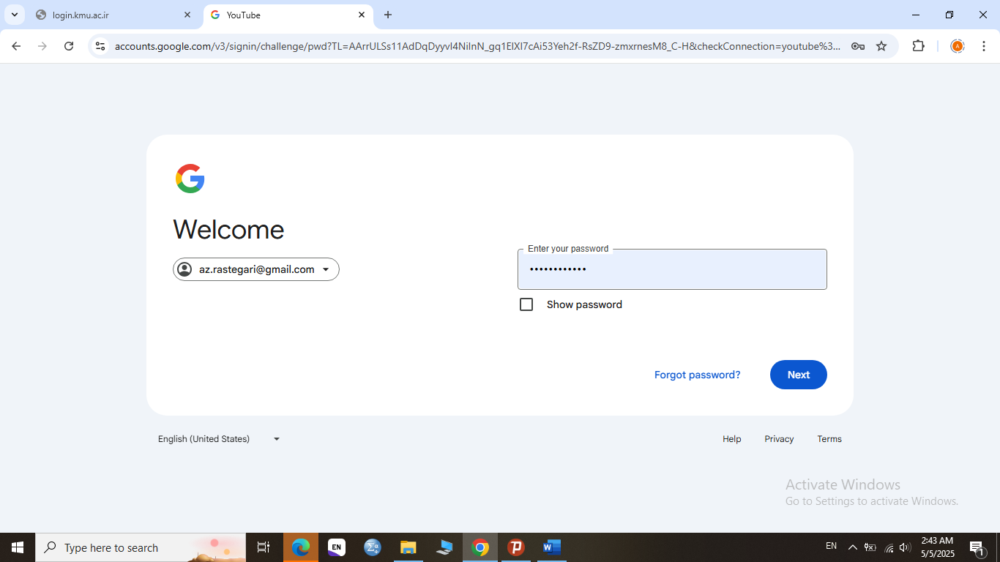 login.kmu.ac.ir
YouTube
accounts.google.com/v3/signin/challenge/pwd?TL=AArrULSs11AdDqDyyvI4NiInN_gq1ElXI7cAi53Yeh2f-RsZD9-zmxrnesM8_C-H&checkConnection=youtube%3...
A
Welcome
az.rastegari@gmail.com
Enter your password
••••••••••••
Show password
Forgot password?
Next
English (United States)
Help
Privacy
Terms
Activate Windows
Go to Settings to activate Windows.
Type here to search
EN
EN
2:43 AM
5/5/2025
1